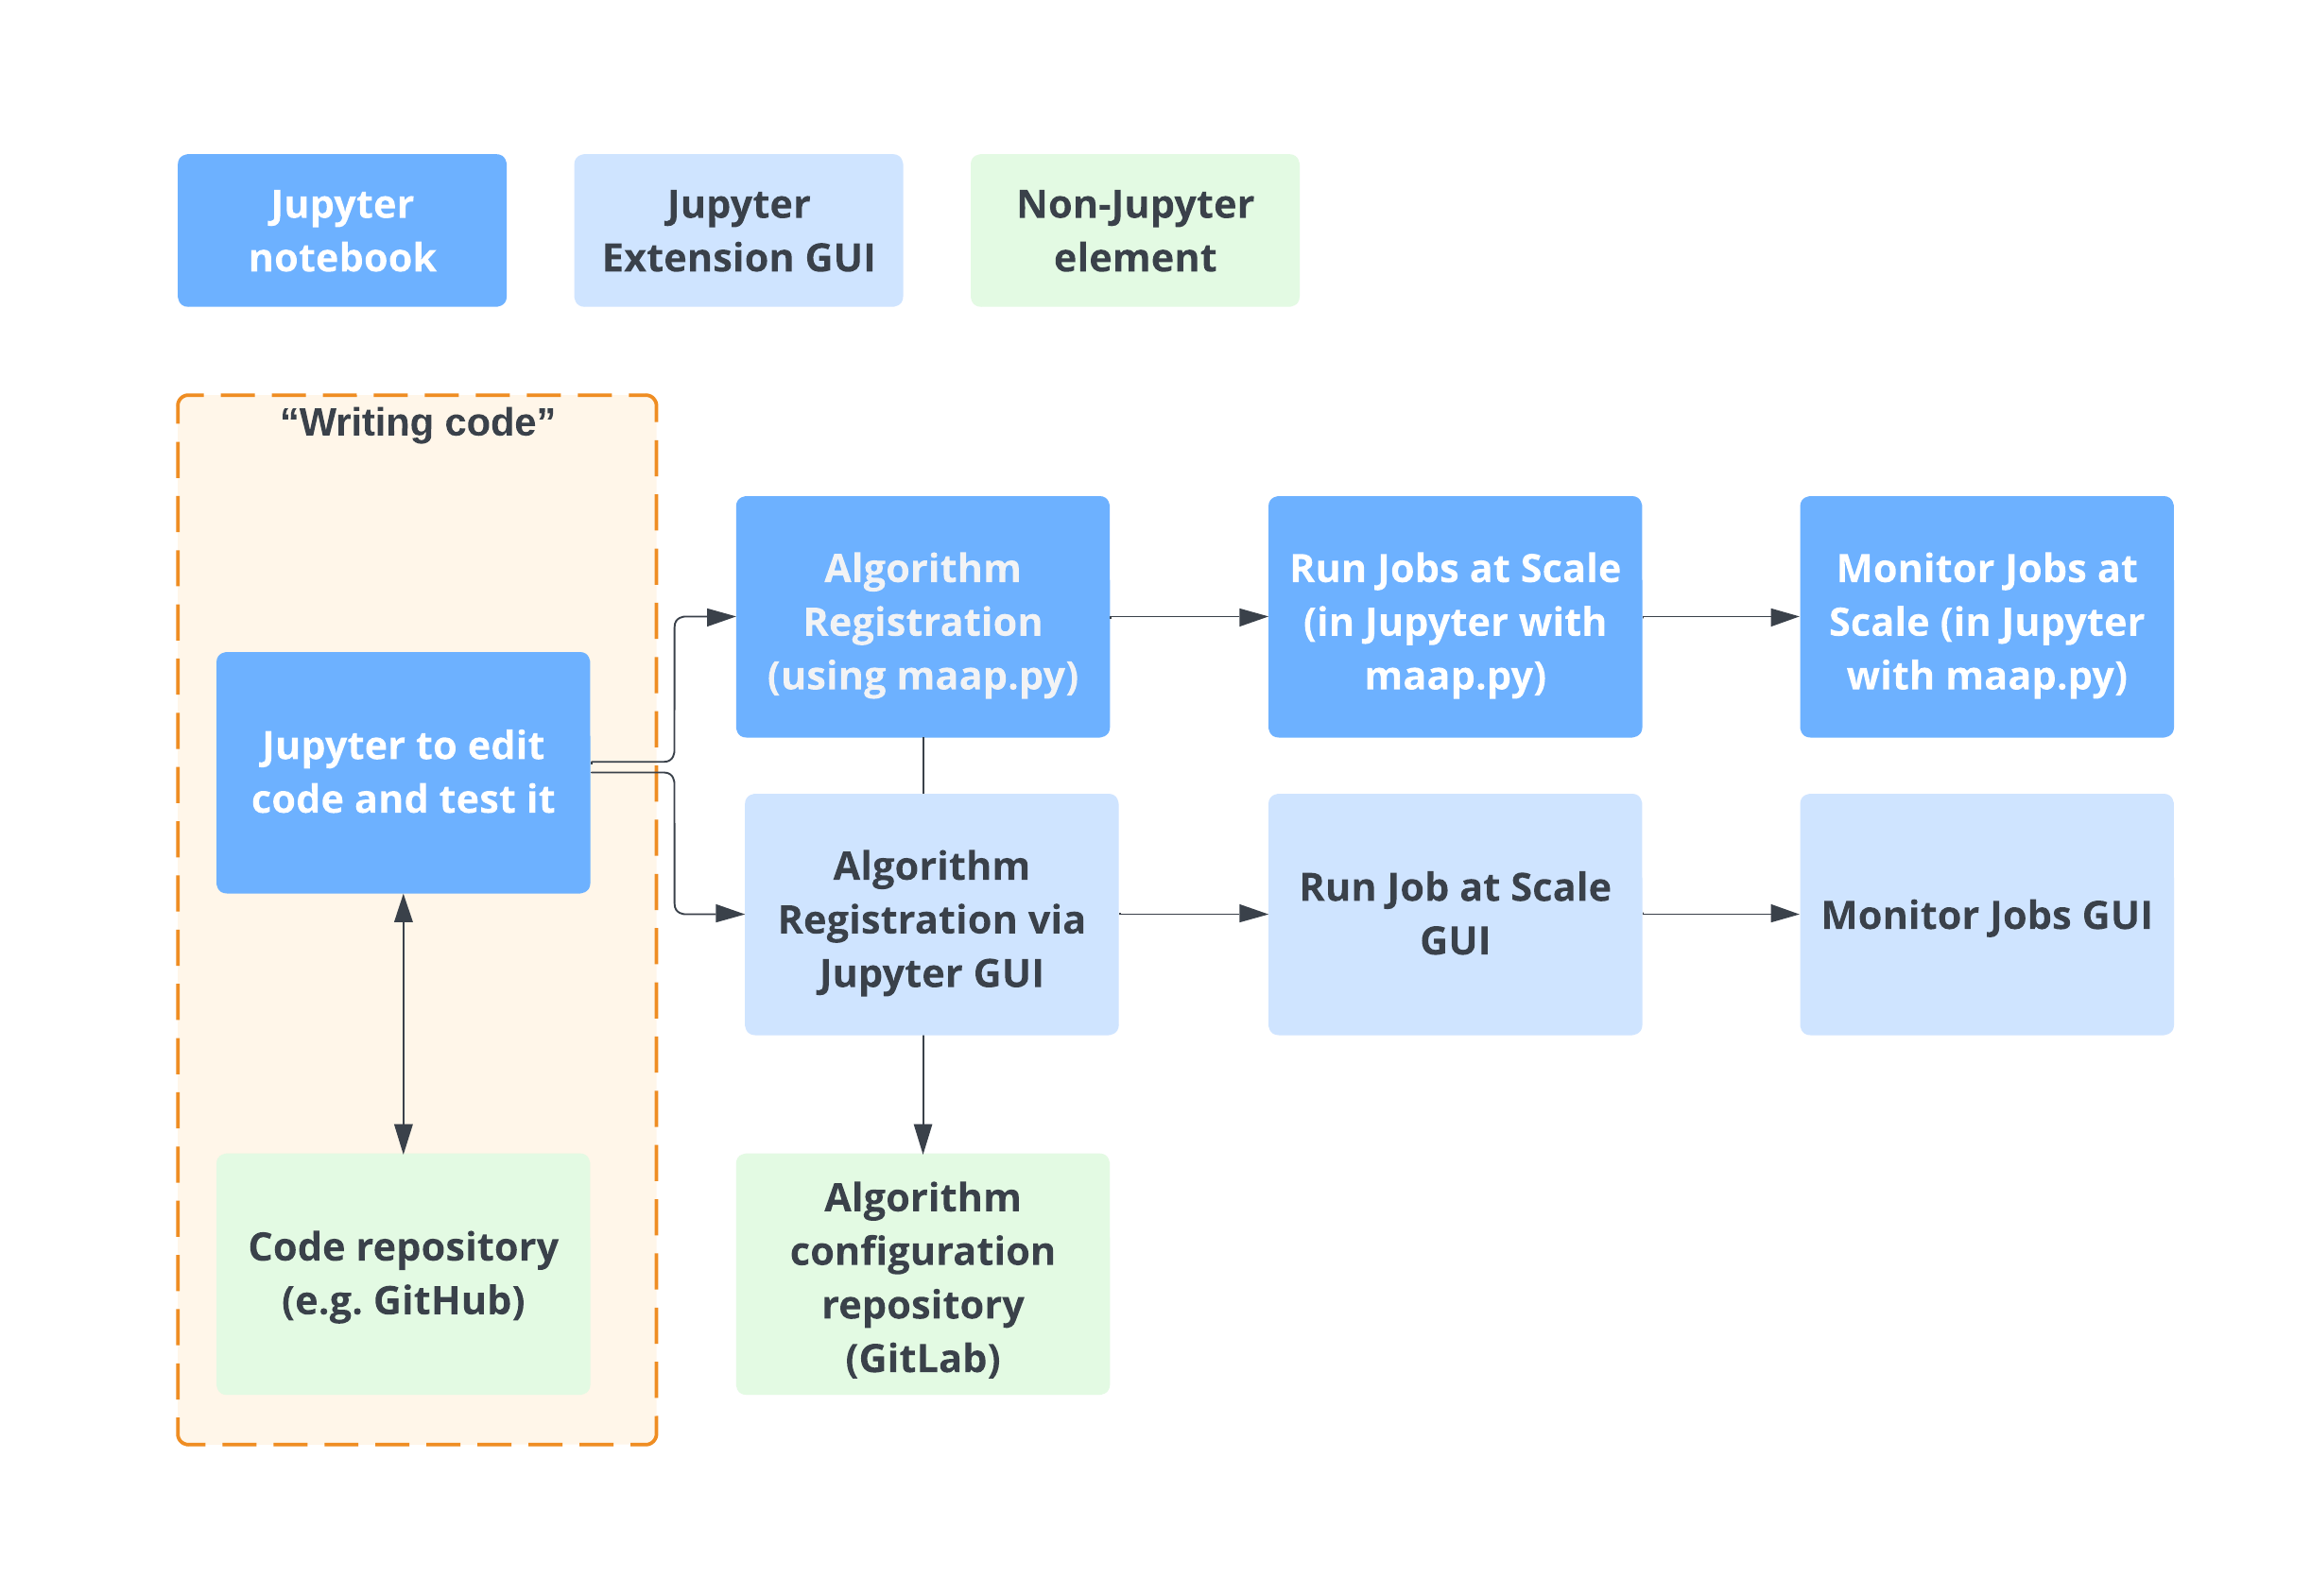 Jupyter
notebook
Jupyter
Extension GUI
Non-Jupyter
element
“Writing code”
Jupyter to edit
code and test it
Code repository
(e.g. GitHub)
Algorithm
Registration
(using maap.py)
Run Jobs at Scale
(in Jupyter with
maap.py)
Monitor Jobs at
Scale (in Jupyter
with maap.py)
Algorithm
Registration via
Jupyter GUI
Run Job at Scale
GUI
Monitor Jobs GUI
Algorithm
configuration
repository
(GitLab)